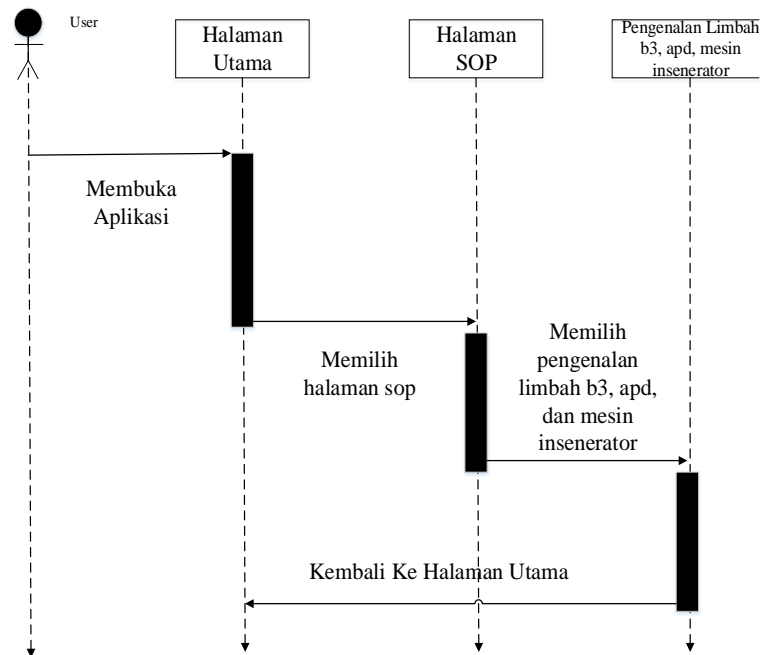 User
Halaman
Utama
Halaman
SOP
Pengenalan Limbah
b3, apd, mesin
insenerator
Membuka
Aplikasi
Memilih
halaman sop
Memilih
pengenalan
limbah b3, apd,
dan mesin
insenerator
Kembali Ke Halaman Utama